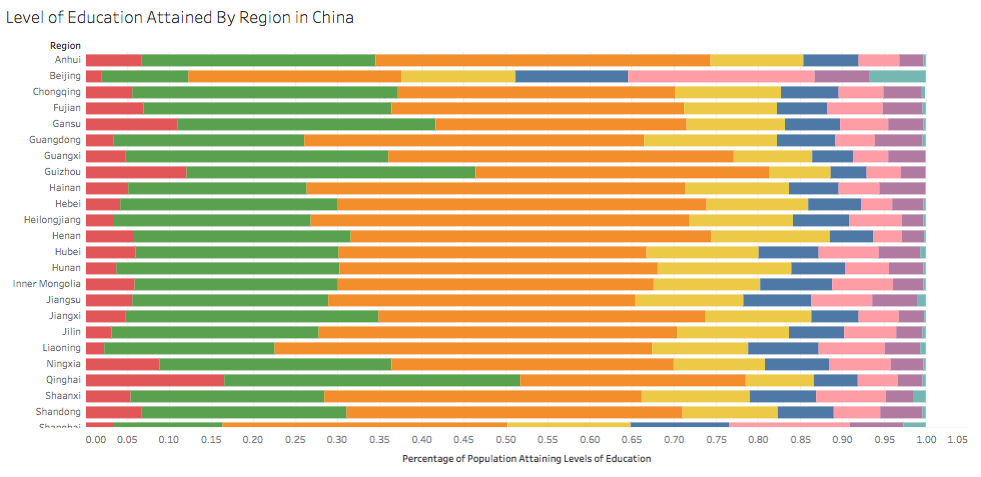 Level of Education Attained By Region in China
Region
Anhui
Beijing
Chongqing
Fujian
Gansu
Guangdong
Guangxi
Guizhou
Hainan
Hebei
Heilongjiang
Henan
Hubei
Hunan
Inner Mongolia
Jiangsu
Jiangxi
Jilin
Liaoning
Ningxia
Qinghai
Shaanxi
Shandong
Shanghai
0.00 0.05 0.10 0.15 0.20 0.25 0.30 0.35 0.40 0.45 0.50 0.55 0.60 0.65 0.70 0.75 0.80 0.85 0.90 0.95 1.00 1.05
Percentage of Population Attaining Levels of Education